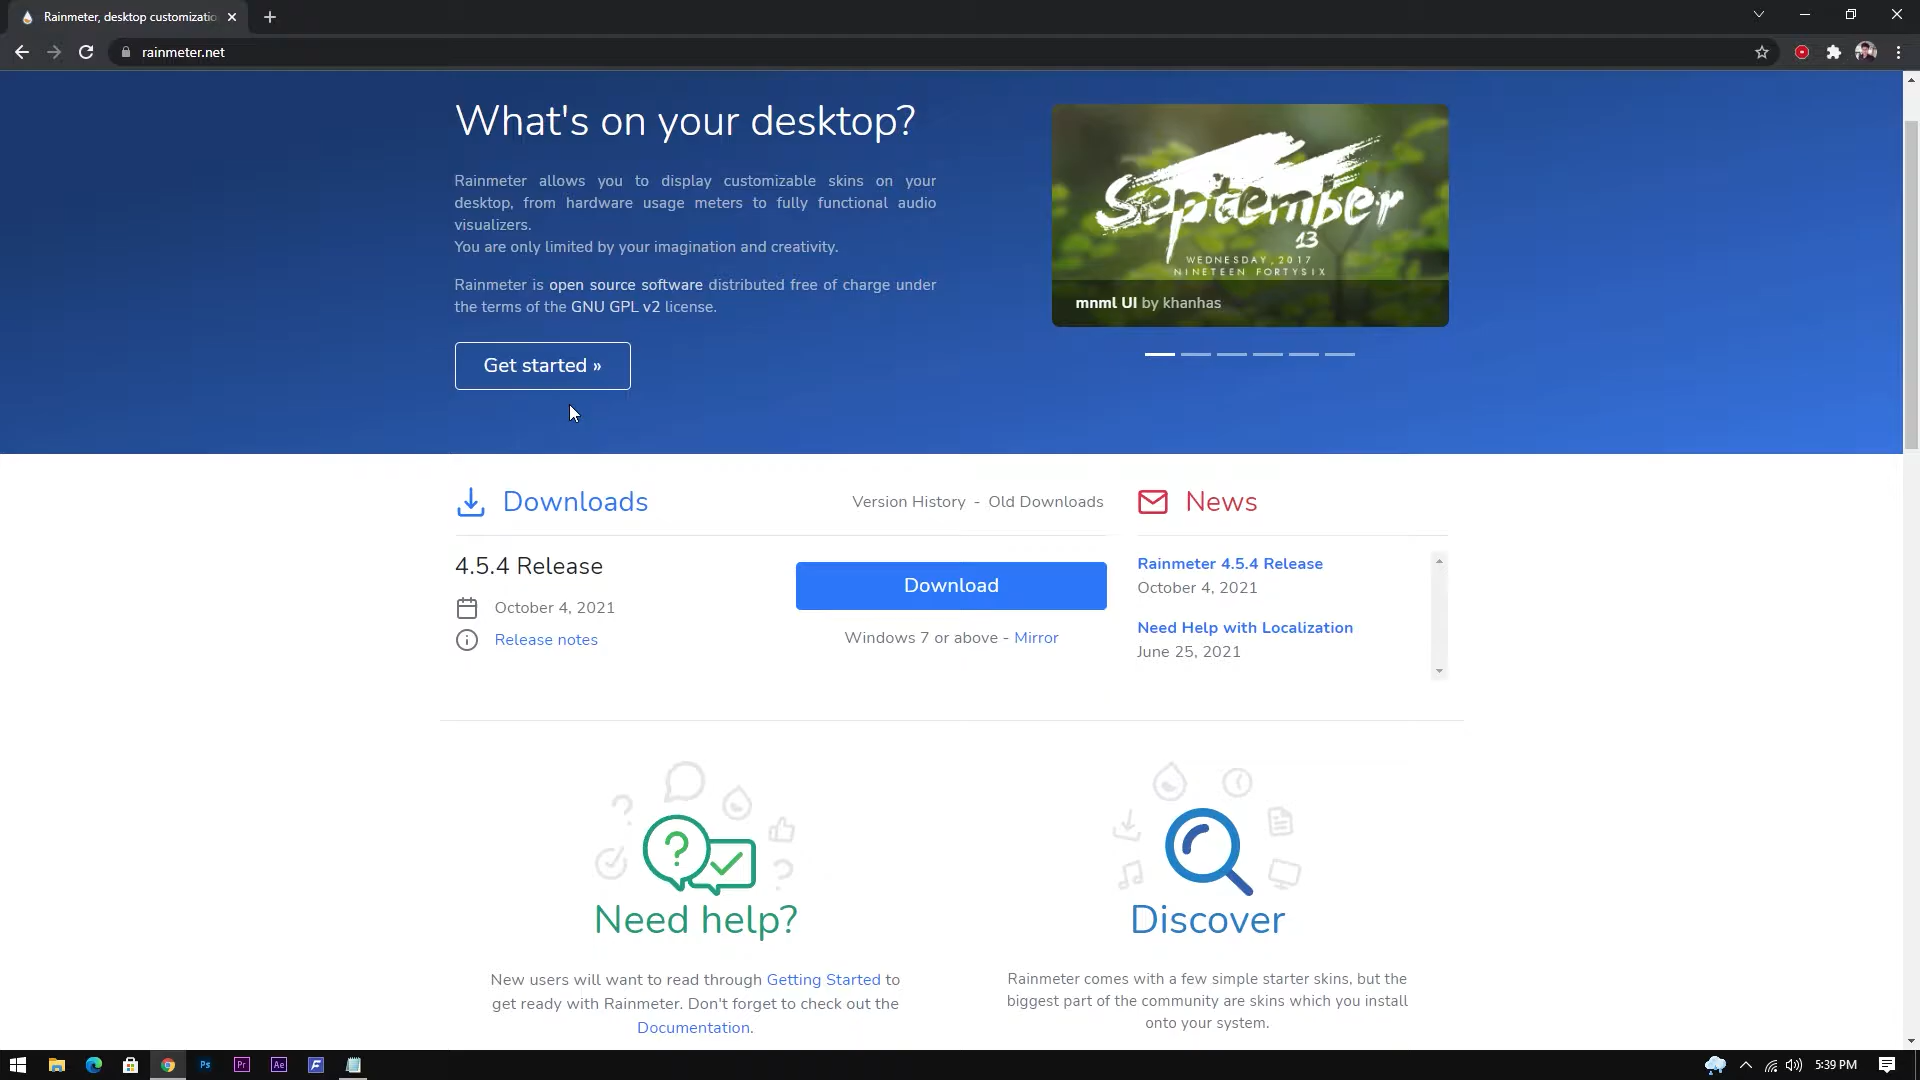 Rainmeter, desktop customizatio
rainmeter.net
What's on your desktop?
Rainmeter allows you to display customizable skins on your
desktop, from hardware usage meters to fully functional audio
visualizers.
You are only limited by your imagination and creativity.
Rainmeter is open source software distributed free of charge under
the terms of the GNU GPL v2 license.
Get started »
September
13
WEDNESDAY, 2017
NINETEEN FORTYSIX
mnml UI by khanhas
Downloads
Version History - Old Downloads
4.5.4 Release
October 4, 2021
Release notes
Download
Windows 7 or above - Mirror
News
Rainmeter 4.5.4 Release
October 4, 2021
Need Help with Localization
June 25, 2021
Need help?
New users will want to read through Getting Started to
get ready with Rainmeter. Don't forget to check out the
Documentation.
Discover
Rainmeter comes with a few simple starter skins, but the
biggest part of the community are skins which you install
onto your system.
Ps
Pr
Ae
F
5:39 PM